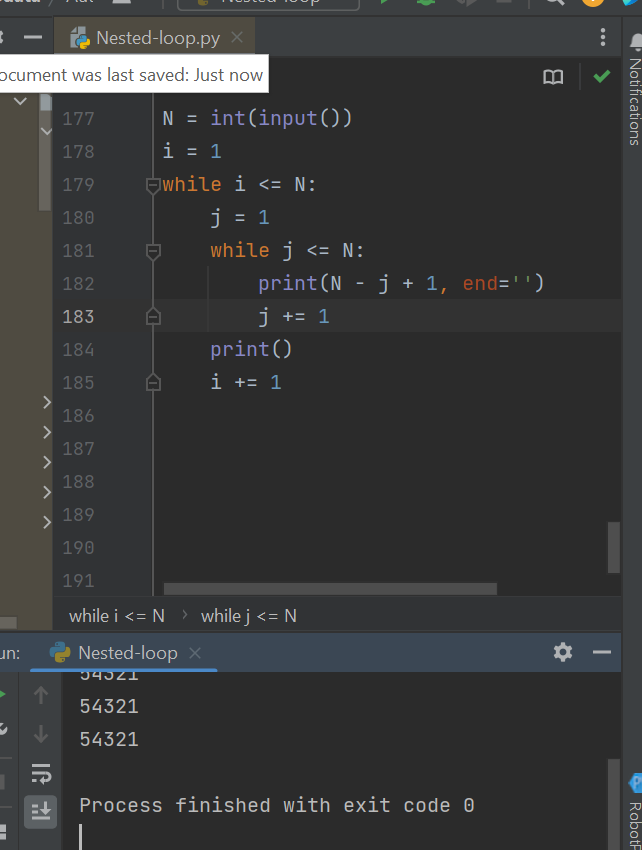 Nested-loop.py
ocument was last saved: Just now
177 N = int(input())
178 i = 1
179 while i <= N:
180 j = 1
181 while j <= N:
182 print(N - j + 1, end='')
183 j += 1
184 print()
185 i += 1
186
187
188
189
190
191
while i <= N > while j <= N
un: Nested-loop
54321
54321
54321
Process finished with exit code 0
Notifications